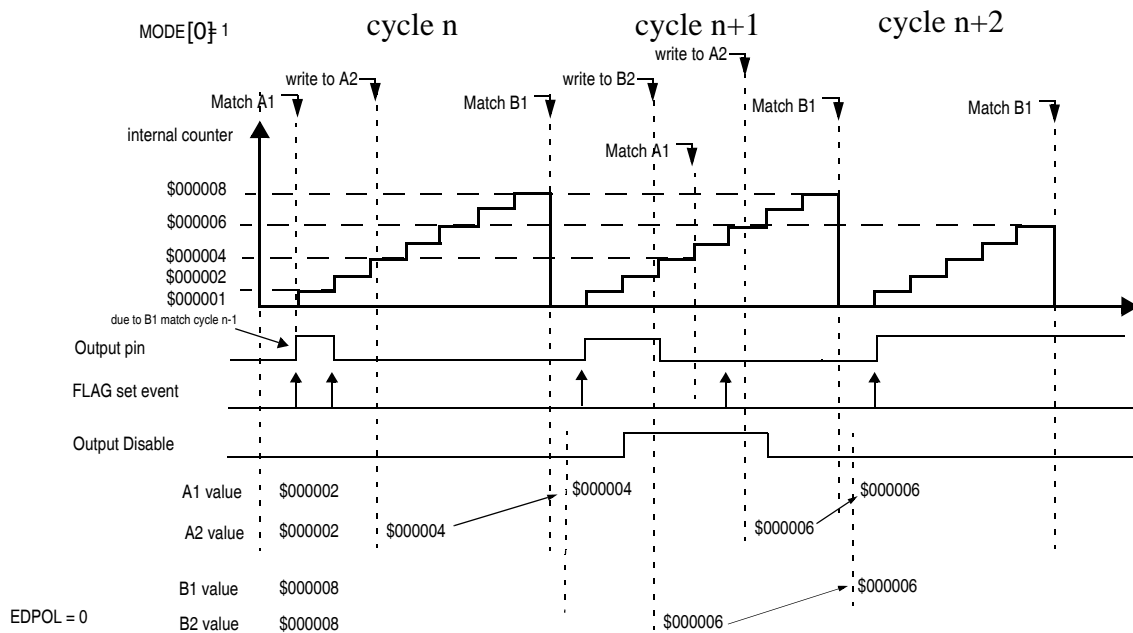 MODE[0]= 1
cycle n
cycle n+1
cycle n+2
write to A2
write to B2
write to A2
Match A1
Match B1
Match B1
Match B1
internal counter
Match A1
$000008
$000006
$000004
$000002
$000001
due to B1 match cycle n-1
Output pin
FLAG set event
Output Disable
A1 value $000002 $000004 $000006
A2 value $000002 $000004 $000006
B1 value $000008 $000006
EDPOL = 0
B2 value $000008 $000006